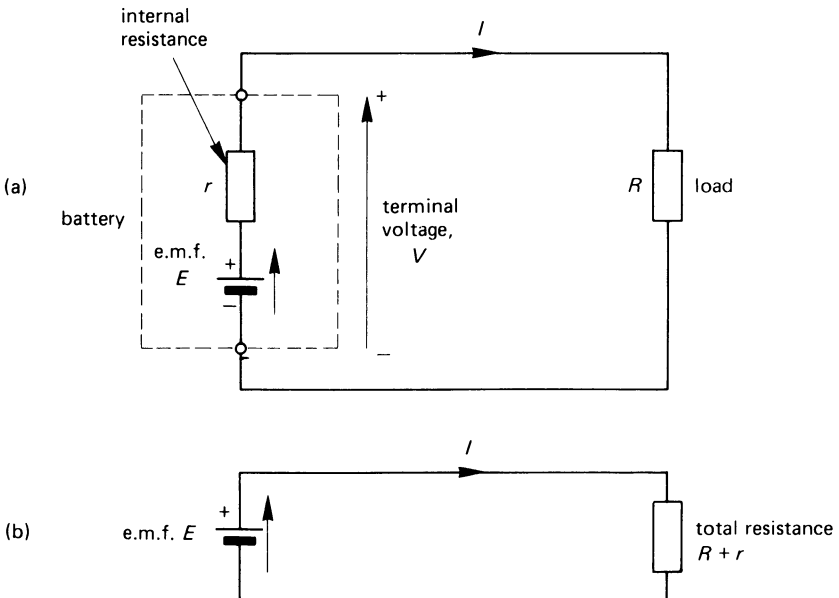 internal
resistance
I
+
(a)
r
R load
battery
terminal
voltage,
V
e.m.f.
E
+
−
−
I
(b)
+
e.m.f. E
total resistance
R + r